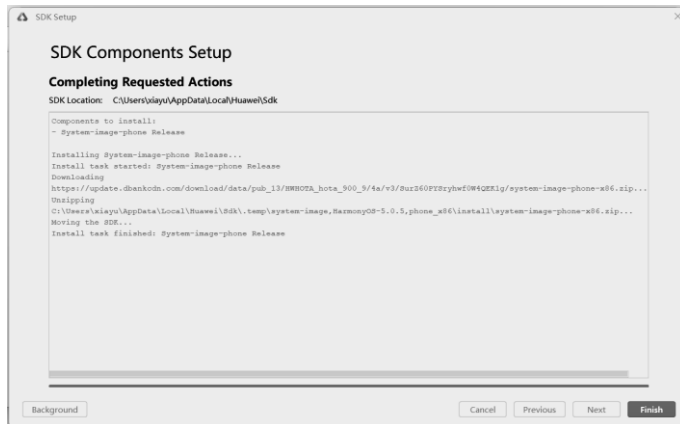 SDK Setup
SDK Components Setup
Completing Requested Actions
SDK Location: C:\Users\xiayu\AppData\Local\Huawei\Sdk
Components to install:
- System-image-phone Release
Installing System-image-phone Release...
Install task started: System-image-phone Release
Downloading
https://update.dbankcdn.com/download/data/pub_13/HWHOTA_hota_900_9/4a/v3/SurZ60PYSryhwf0W4QEKlg/system-image-phone-x86.zip...
Unzipping
C:\Users\xiayu\AppData\Local\Huawei\Sdk\.temp\system-image,HarmonyOS-5.0.5,phone_x86\install\system-image-phone-x86.zip...
Moving the SDK...
Install task finished: System-image-phone Release
Background
Cancel
Previous
Next
Finish